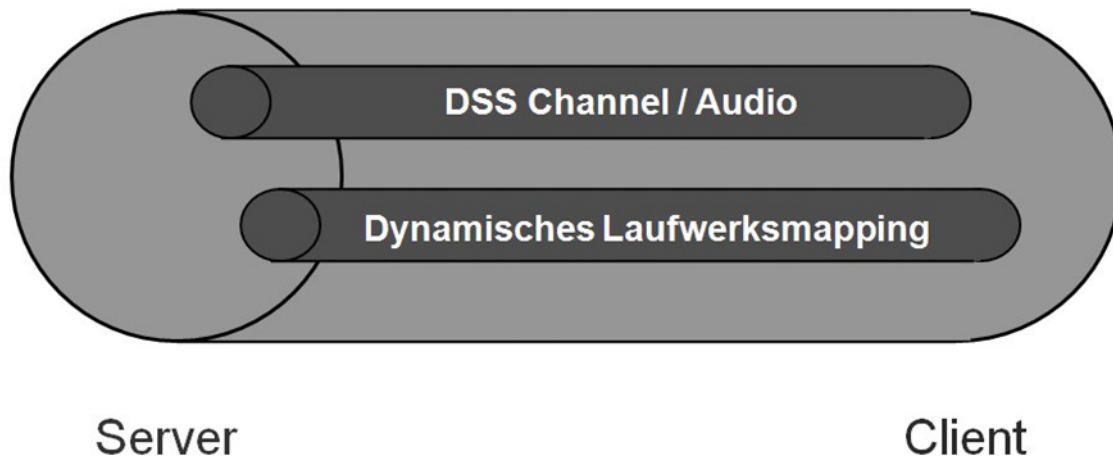 DSS Channel / Audio
Dynamisches Laufwerksmapping
Server
Client